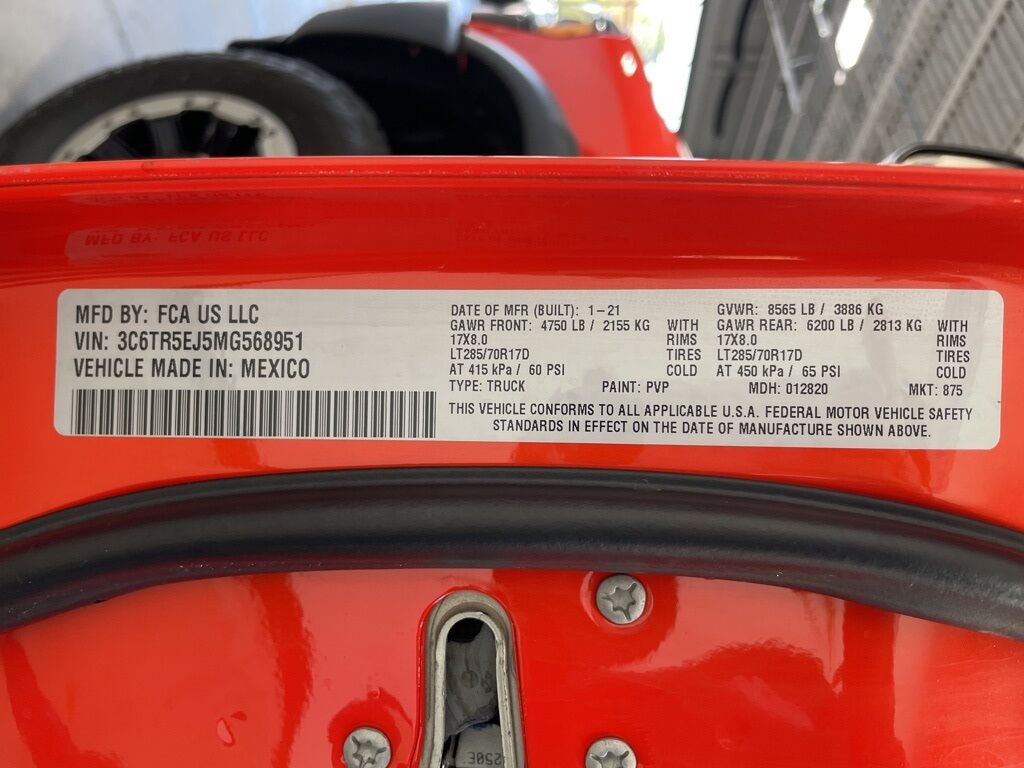 MFD BY: FCA US LLC
VIN: 3C6TR5EJ5MG568951
VEHICLE MADE IN: MEXICO
DATE OF MFR (BUILT): 1-21
GAWR FRONT: 4750 LB / 2155 KG WITH
17X8.0 RIMS
LT285/70R17D TIRES
AT 415 kPa / 60 PSI COLD
GVWR: 8565 LB / 3886 KG
GAWR REAR: 6200 LB / 2813 KG WITH
17X8.0 RIMS
LT285/70R17D TIRES
AT 450 kPa / 65 PSI COLD
TYPE: TRUCK PAINT: PVP MDH: 012820 MKT: 875
THIS VEHICLE CONFORMS TO ALL APPLICABLE U.S.A. FEDERAL MOTOR VEHICLE SAFETY
STANDARDS IN EFFECT ON THE DATE OF MANUFACTURE SHOWN ABOVE.
250E